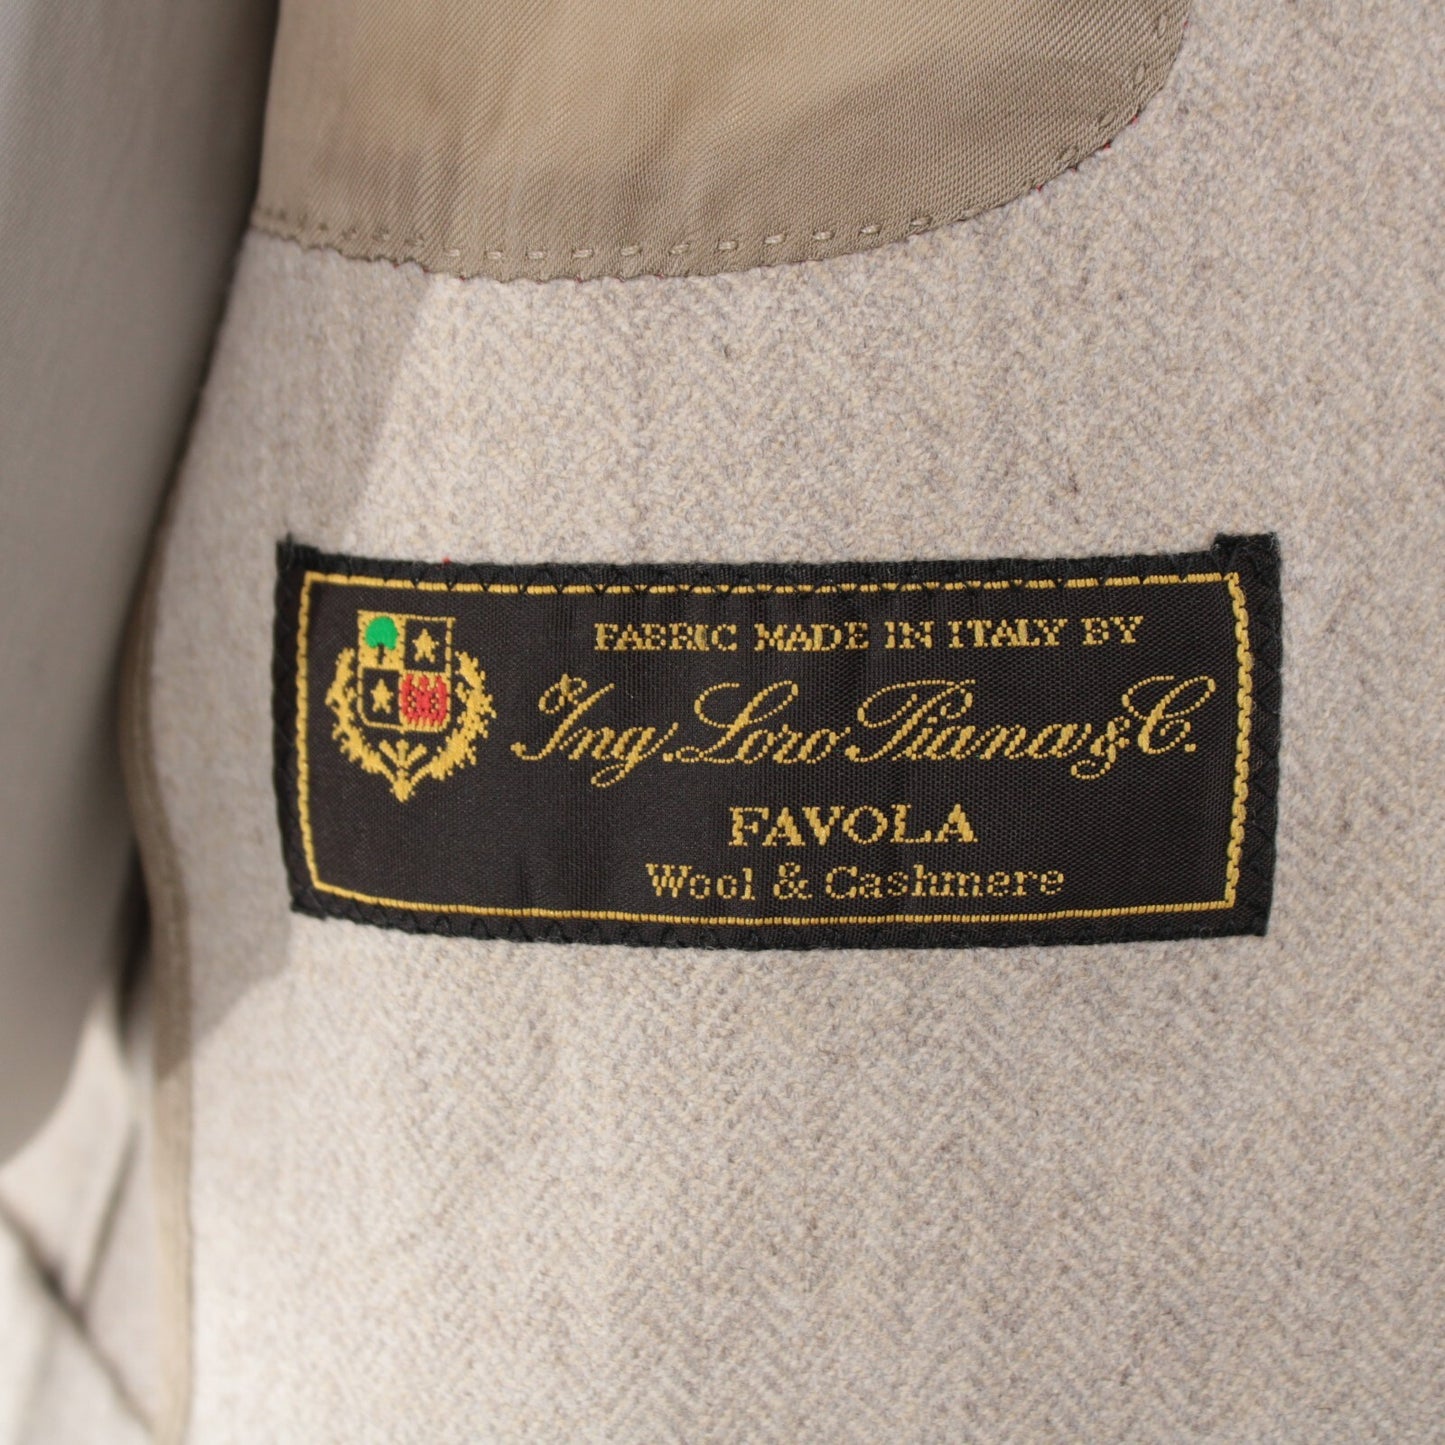 FABRIC MADE IN ITALY BY
Ing. Loro Piana & C.
FAVOLA
Wool & Cashmere